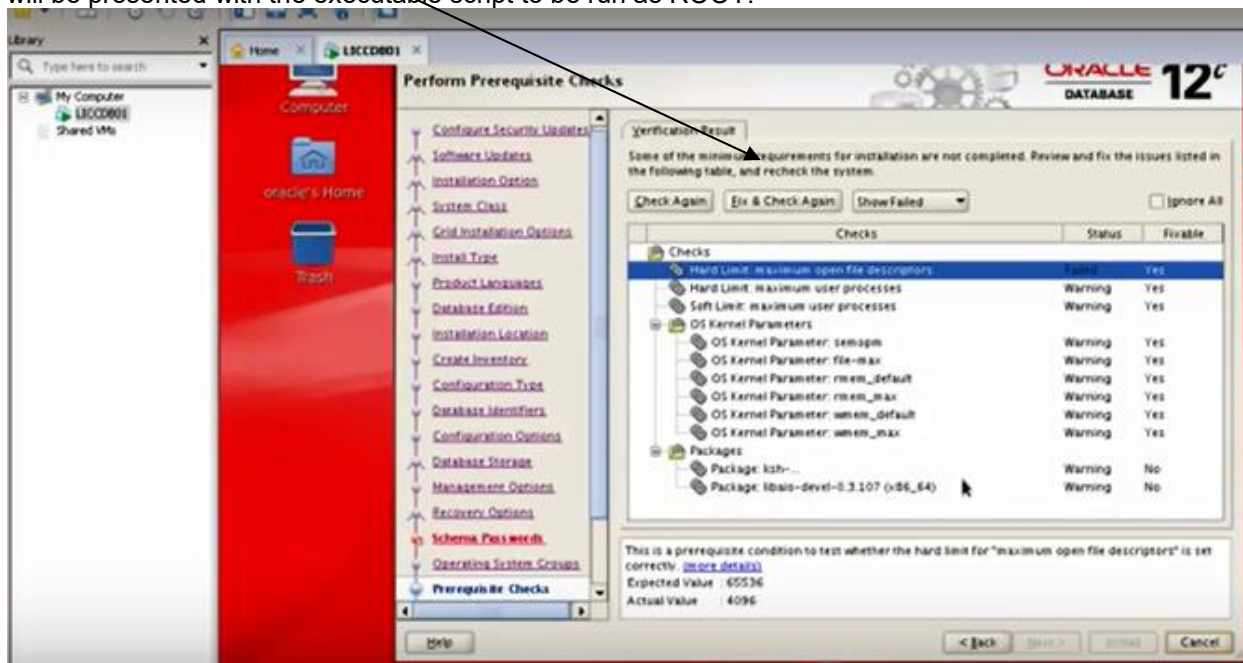 will be presented with the executable script to be run as ROOT.
Library
Home
LICCDB01
Type here to search
My Computer
LICCDB01
Shared VMs
Computer
oracle's Home
Trash
Perform Prerequisite Checks
ORACLE
DATABASE
12c
Configure Security Updates
Software Updates
Installation Option
System Class
Grid Installation Options
Install Type
Product Languages
Database Edition
Installation Location
Create Inventory
Configuration Type
Database Identifiers
Configuration Options
Database Storage
Management Options
Recovery Options
Schema Passwords
Operating System Groups
Prerequisite Checks
Verification Result
Some of the minimum requirements for installation are not completed. Review and fix the issues listed in
the following table, and recheck the system.
Check Again
Fix & Check Again
Show Failed
Ignore All
Checks Status Fixable
Checks
Hard Limit: maximum open file descriptors Failed Yes
Hard Limit: maximum user processes Warning Yes
Soft Limit: maximum user processes Warning Yes
OS Kernel Parameters
OS Kernel Parameter: semopm Warning Yes
OS Kernel Parameter: file-max Warning Yes
OS Kernel Parameter: rmem_default Warning Yes
OS Kernel Parameter: rmem_max Warning Yes
OS Kernel Parameter: wmem_default Warning Yes
OS Kernel Parameter: wmem_max Warning Yes
Packages
Package: ksh-... Warning No
Package: libaio-devel-0.3.107 (x86_64) Warning No
This is a prerequisite condition to test whether the hard limit for "maximum open file descriptors" is set
correctly. (more details)
Expected Value : 65536
Actual Value : 4096
Help
< Back
Next >
Install
Cancel